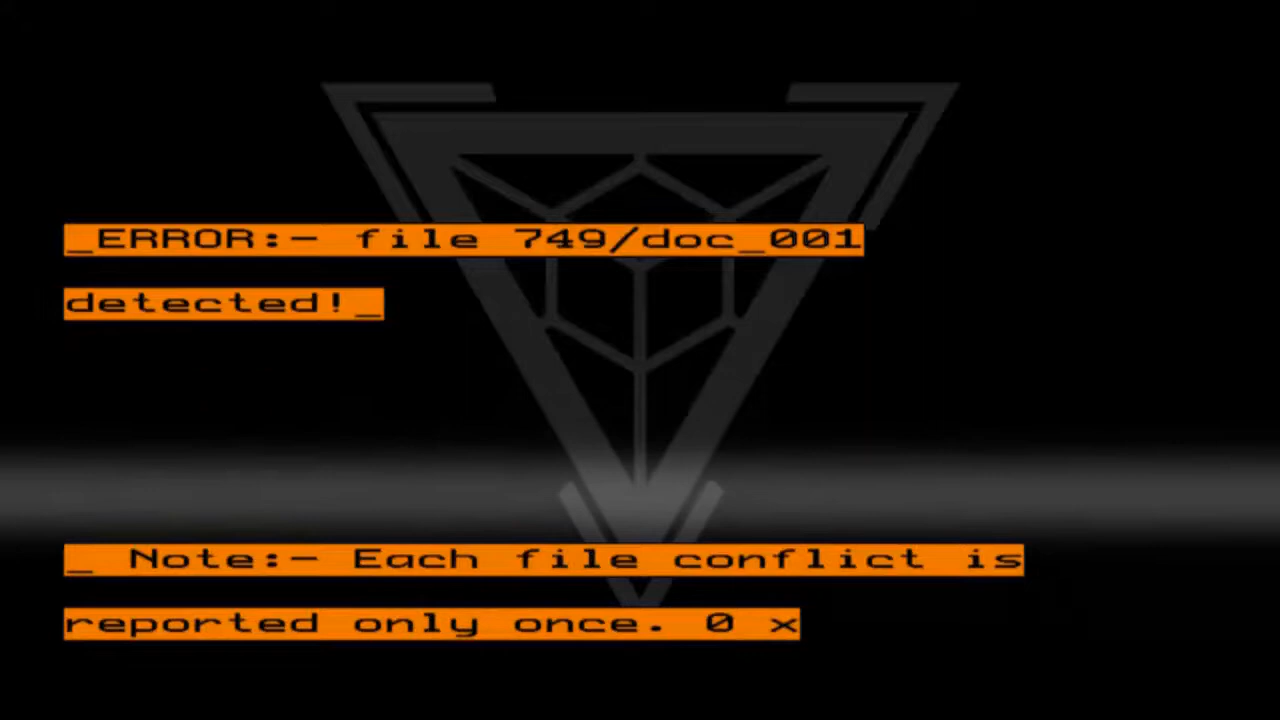 _ERROR:- file 749/doc_001
detected!_
_ Note:- Each file conflict is
reported only once. 0 x